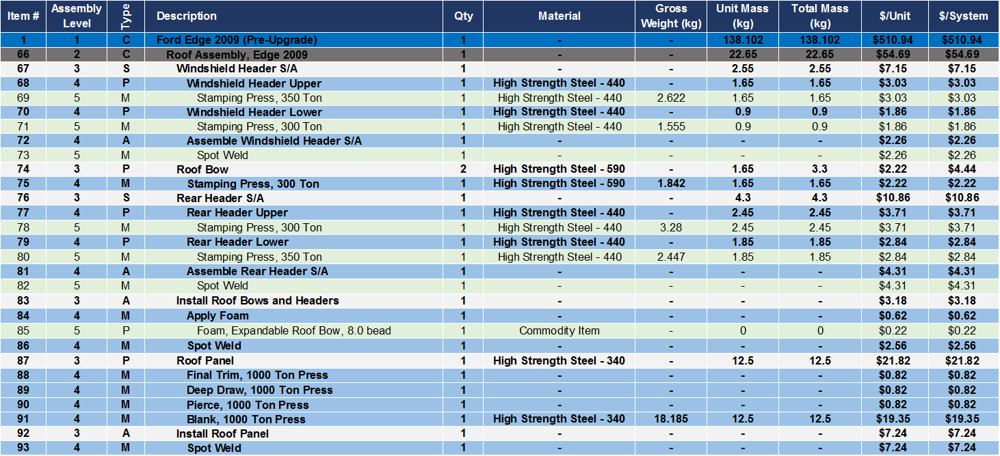 Item # Assembly Level Type Description Qty Material Gross Weight (kg) Unit Mass (kg) Total Mass (kg) $/Unit $/System
1 1 C Ford Edge 2009 (Pre-Upgrade) 1 - - 138.102 138.102 $510.94 $510.94
66 2 C Roof Assembly, Edge 2009 1 - - 22.65 22.65 $54.69 $54.69
67 3 S Windshield Header S/A 1 - - 2.55 2.55 $7.15 $7.15
68 4 P Windshield Header Upper 1 High Strength Steel - 440 - 1.65 1.65 $3.03 $3.03
69 5 M Stamping Press, 350 Ton 1 High Strength Steel - 440 2.622 1.65 1.65 $3.03 $3.03
70 4 P Windshield Header Lower 1 High Strength Steel - 440 - 0.9 0.9 $1.86 $1.86
71 5 M Stamping Press, 300 Ton 1 High Strength Steel - 440 1.555 0.9 0.9 $1.86 $1.86
72 4 A Assemble Windshield Header S/A 1 - - - - $2.26 $2.26
73 5 M Spot Weld 1 - - - - $2.26 $2.26
74 3 P Roof Bow 2 High Strength Steel - 590 - 1.65 3.3 $2.22 $4.44
75 4 M Stamping Press, 300 Ton 1 High Strength Steel - 590 1.842 1.65 1.65 $2.22 $2.22
76 3 S Rear Header S/A 1 - - 4.3 4.3 $10.86 $10.86
77 4 P Rear Header Upper 1 High Strength Steel - 440 - 2.45 2.45 $3.71 $3.71
78 5 M Stamping Press, 300 Ton 1 High Strength Steel - 440 3.28 2.45 2.45 $3.71 $3.71
79 4 P Rear Header Lower 1 High Strength Steel - 440 - 1.85 1.85 $2.84 $2.84
80 5 M Stamping Press, 350 Ton 1 High Strength Steel - 440 2.447 1.85 1.85 $2.84 $2.84
81 4 A Assemble Rear Header S/A 1 - - - - $4.31 $4.31
82 5 M Spot Weld 1 - - - - $4.31 $4.31
83 3 A Install Roof Bows and Headers 1 - - - - $3.18 $3.18
84 4 M Apply Foam 1 - - - - $0.62 $0.62
85 5 P Foam, Expandable Roof Bow, 8.0 bead 1 Commodity Item - 0 0 $0.22 $0.22
86 4 M Spot Weld 1 - - - - $2.56 $2.56
87 3 P Roof Panel 1 High Strength Steel - 340 - 12.5 12.5 $21.82 $21.82
88 4 M Final Trim, 1000 Ton Press 1 - - - - $0.82 $0.82
89 4 M Deep Draw, 1000 Ton Press 1 - - - - $0.82 $0.82
90 4 M Pierce, 1000 Ton Press 1 - - - - $0.82 $0.82
91 4 M Blank, 1000 Ton Press 1 High Strength Steel - 340 18.185 12.5 12.5 $19.35 $19.35
92 3 A Install Roof Panel 1 - - - - $7.24 $7.24
93 4 M Spot Weld 1 - - - - $7.24 $7.24